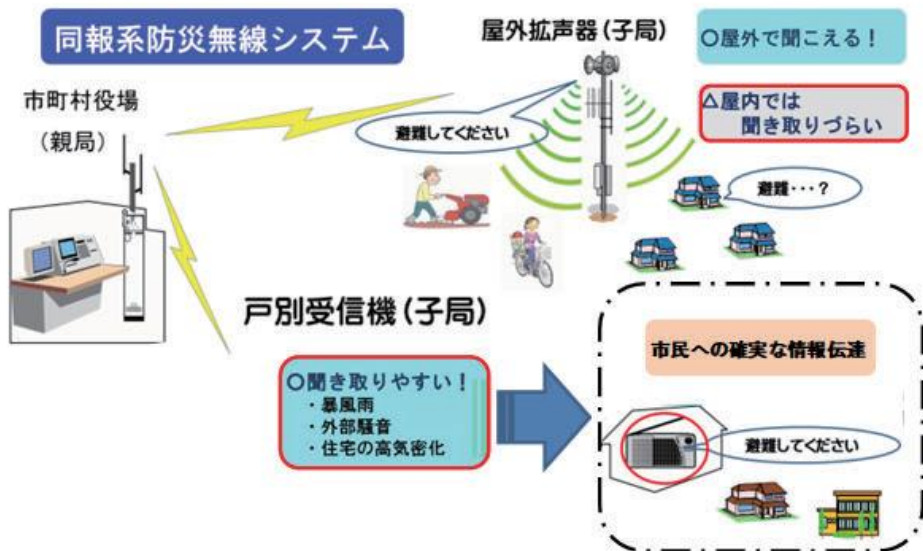 同報系防災無線システム
屋外拡声器(子局)
〇屋外で聞こえる！
△屋内では
聞き取りづらい
市町村役場
(親局)
避難してください
避難・・・？
戸別受信機(子局)
〇聞き取りやすい！
・暴風雨
・外部騒音
・住宅の高気密化
市民への確実な情報伝達
避難してください